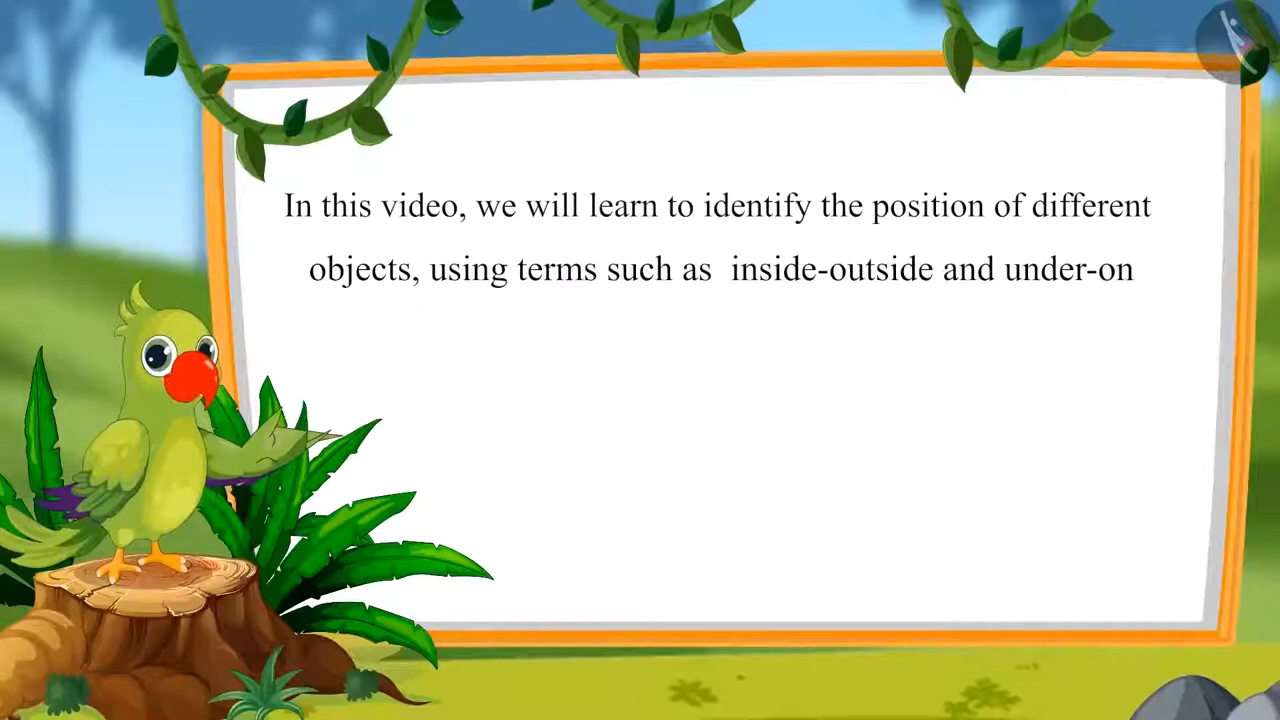 In this video, we will learn to identify the position of different
objects, using terms such as inside-outside and under-on